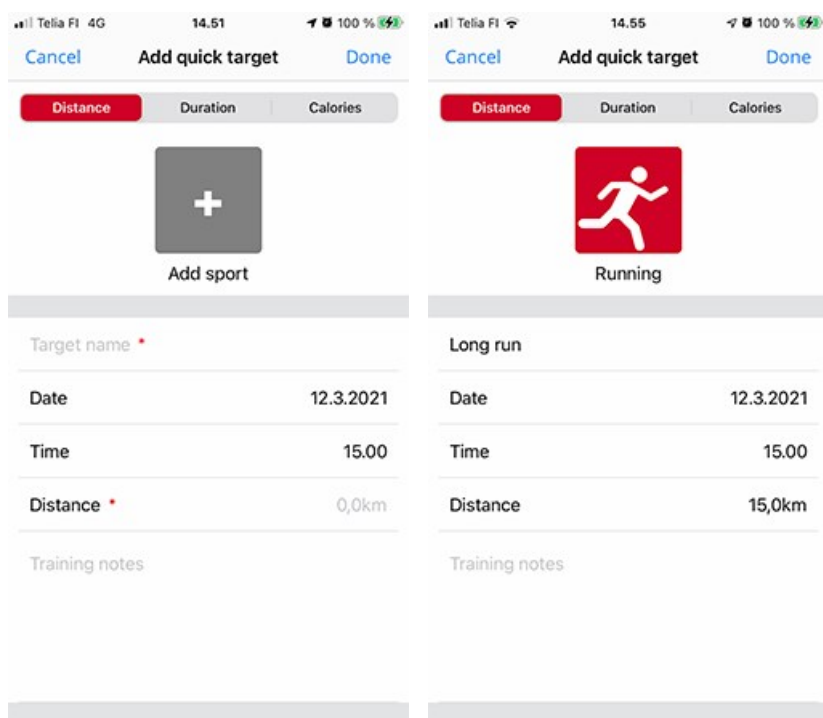 Telia FI 4G 14.51 100 %
Cancel Add quick target Done
Distance Duration Calories
+
Add sport
Target name *
Date 12.3.2021
Time 15.00
Distance * 0,0km
Training notes
Telia FI 14.55 100 %
Cancel Add quick target Done
Distance Duration Calories
Running
Long run
Date 12.3.2021
Time 15.00
Distance 15,0km
Training notes